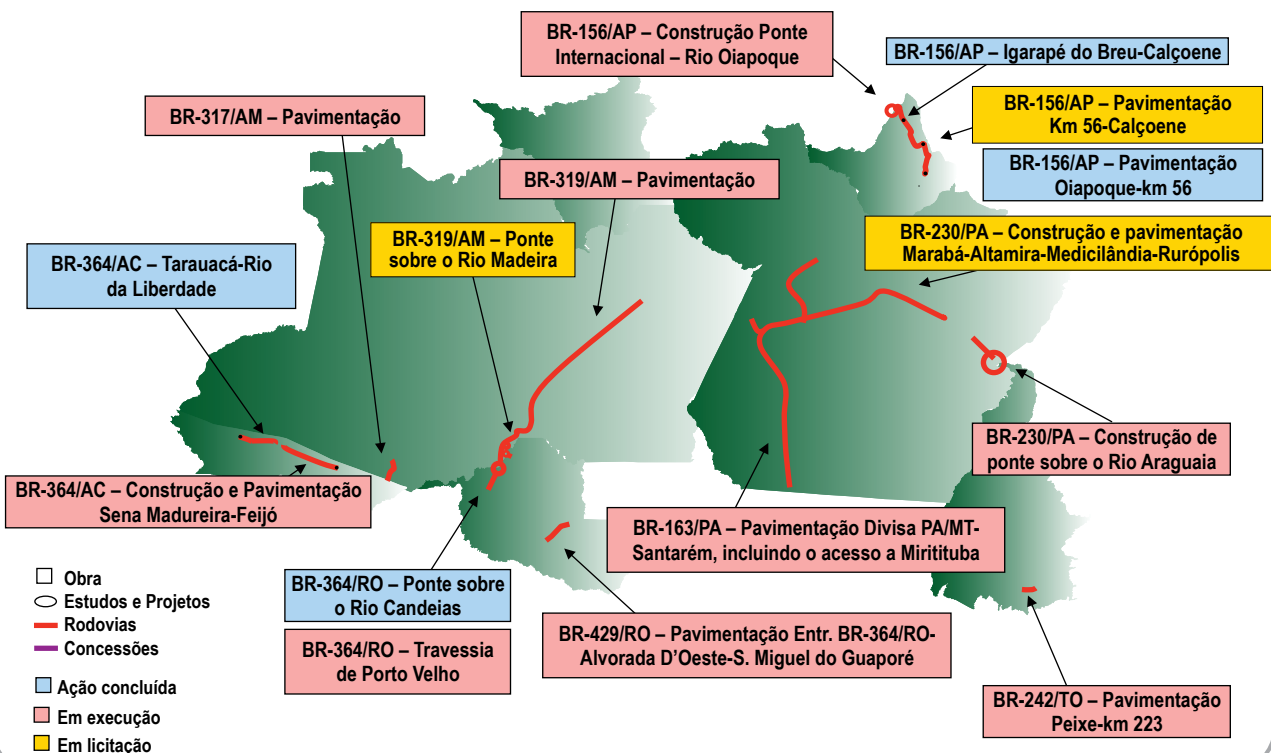 BR-156/AP – Construção Ponte
Internacional – Rio Oiapoque
BR-156/AP – Igarapé do Breu-Calçoene
BR-317/AM – Pavimentação
BR-156/AP – Pavimentação
Km 56-Calçoene
BR-319/AM – Pavimentação
BR-156/AP – Pavimentação
Oiapoque-km 56
BR-364/AC – Tarauacá-Rio
da Liberdade
BR-319/AM – Ponte
sobre o Rio Madeira
BR-230/PA – Construção e pavimentação
Marabá-Altamira-Medicilândia-Rurópolis
BR-230/PA – Construção de
ponte sobre o Rio Araguaia
BR-364/AC – Construção e Pavimentação
Sena Madureira-Feijó
BR-163/PA – Pavimentação Divisa PA/MT-
Santarém, incluindo o acesso a Miritituba
BR-364/RO – Ponte sobre
o Rio Candeias
BR-364/RO – Travessia
de Porto Velho
BR-429/RO – Pavimentação Entr. BR-364/RO-
Alvorada D'Oeste-S. Miguel do Guaporé
BR-242/TO – Pavimentação
Peixe-km 223
Obra
Estudos e Projetos
Rodovias
Concessões
Ação concluída
Em execução
Em licitação